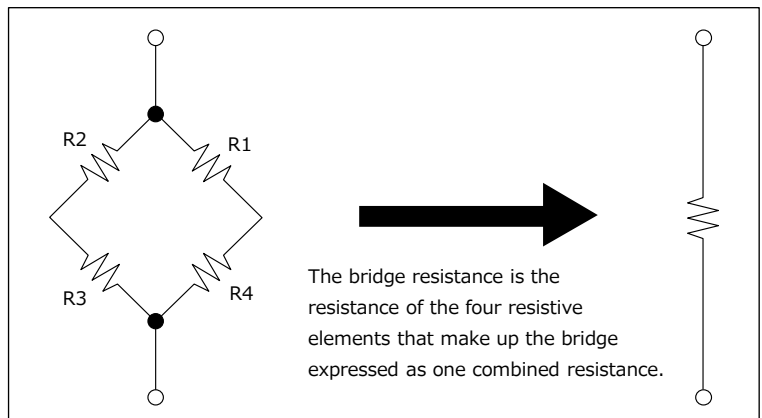 R2
R1
R3
R4
The bridge resistance is the
resistance of the four resistive
elements that make up the bridge
expressed as one combined resistance.